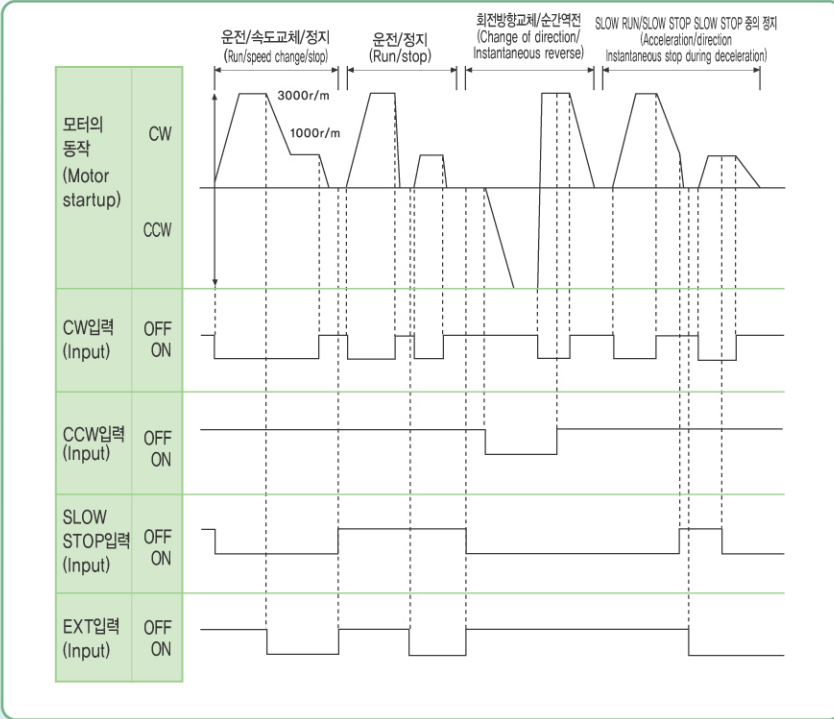 운전/속도교체/정지
(Run/speed change/stop)
운전/정지
(Run/stop)
회전방향교체/순간역전
(Change of direction/
Instantaneous reverse)
SLOW RUN/SLOW STOP SLOW STOP 중의 정지
(Acceleration/direction
Instantaneous stop during deceleration)
모터의
동작
(Motor
startup)
CW
CCW
3000r/m
1000r/m
CW입력
(Input)
OFF
ON
CCW입력
(Input)
OFF
ON
SLOW
STOP입력
(Input)
OFF
ON
EXT입력
(Input)
OFF
ON